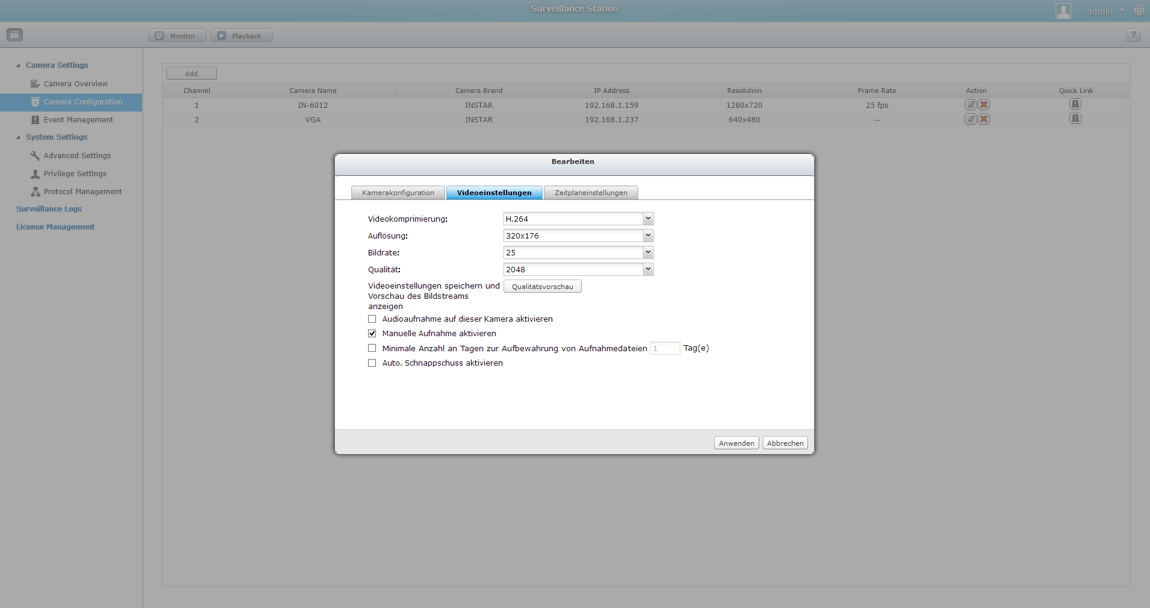 Surveillance Station
admin
Monitor Playback ?
Camera Settings
Camera Overview
Camera Configuration
Event Management
System Settings
Advanced Settings
Privilege Settings
Protocol Management
Surveillance Logs
License Management
Add
Channel Camera Name Camera Brand IP Address Resolution Frame Rate Action Quick Link
1 IN-6012 INSTAR 192.168.1.159 1280x720 25 fps
2 VGA INSTAR 192.168.1.237 640x480 --
Bearbeiten
Kamerakonfiguration Videoeinstellungen Zeitplaneinstellungen
Videokomprimierung: H.264
Auflösung: 320x176
Bildrate: 25
Qualität: 2048
Videoeinstellungen speichern und Qualitätsvorschau
Vorschau des Bildstreams
anzeigen
Audioaufnahme auf dieser Kamera aktivieren
Manuelle Aufnahme aktivieren
Minimale Anzahl an Tagen zur Aufbewahrung von Aufnahmedateien 1 Tag(e)
Auto. Schnappschuss aktivieren
Anwenden Abbrechen